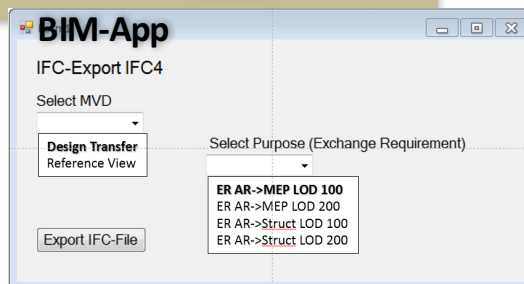 BIM-App
IFC-Export IFC4
Select MVD
Design Transfer
Reference View
Select Purpose (Exchange Requirement)
ER AR->MEP LOD 100
ER AR->MEP LOD 200
ER AR->Struct LOD 100
ER AR->Struct LOD 200
Export IFC-File